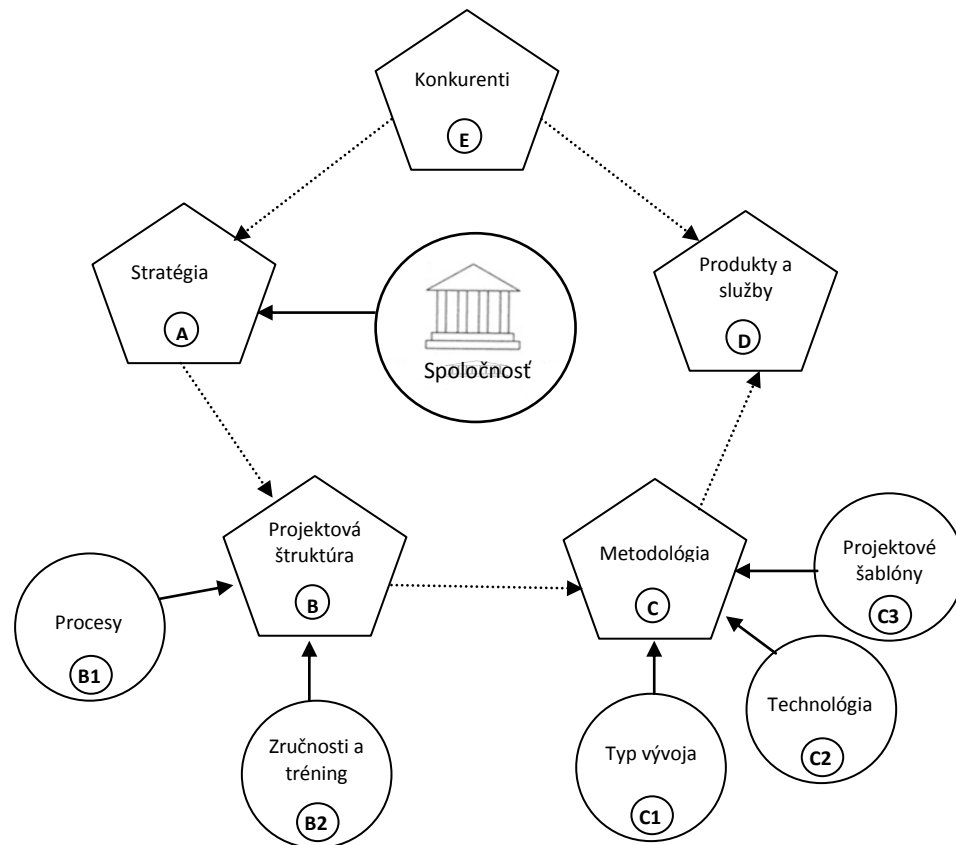 Konkurenti
E
Stratégia
A
Spoločnosť
Produkty a
služby
D
Projektová
štruktúra
B
Metodológia
C
Projektové
šablóny
C3
Procesy
B1
Technológia
C2
Zručnosti a
tréning
B2
Typ vývoja
C1